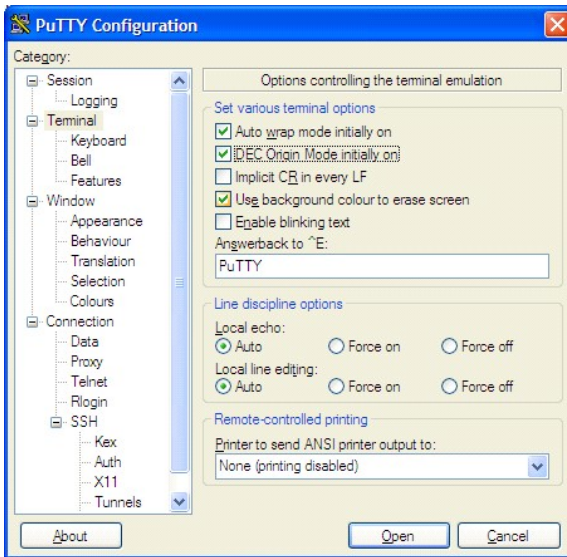 PuTTY Configuration
Category:
Session
Logging
Terminal
Keyboard
Bell
Features
Window
Appearance
Behaviour
Translation
Selection
Colours
Connection
Data
Proxy
Telnet
Rlogin
SSH
Kex
Auth
X11
Tunnels
Options controlling the terminal emulation
Set various terminal options
Auto wrap mode initially on
DEC Origin Mode initially on
Implicit CR in every LF
Use background colour to erase screen
Enable blinking text
Answerback to ^E:
PuTTY
Line discipline options
Local echo:
Auto Force on Force off
Local line editing:
Auto Force on Force off
Remote-controlled printing
Printer to send ANSI printer output to:
None (printing disabled)
About Open Cancel